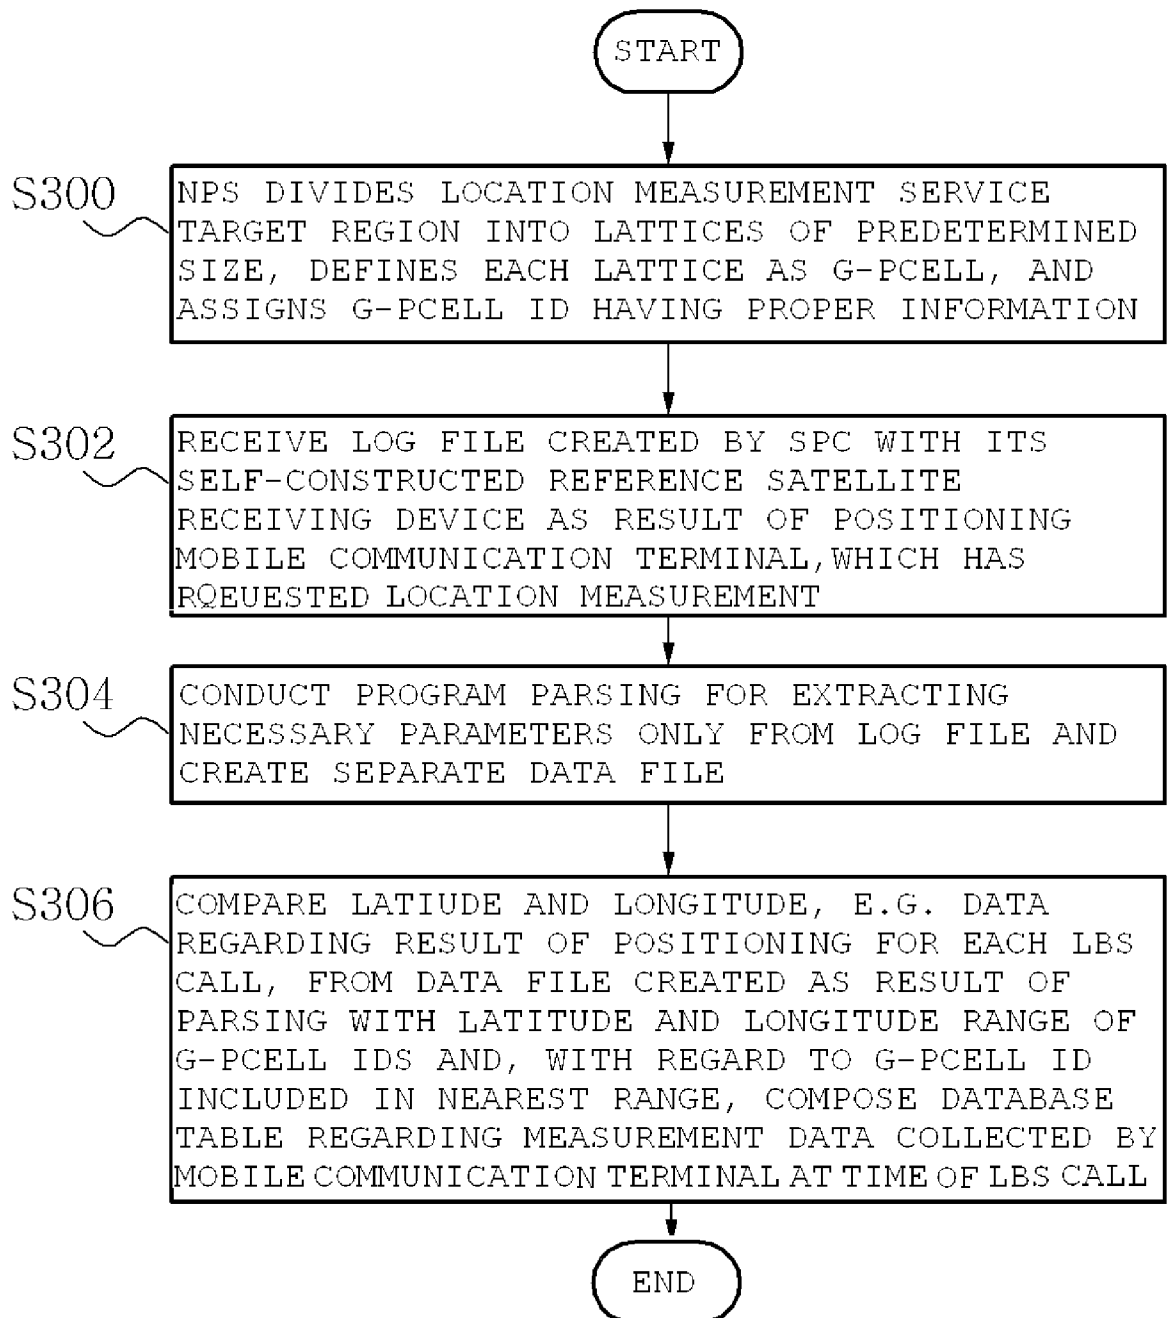 START
S300
NPS DIVIDES LOCATION MEASUREMENT SERVICE
TARGET REGION INTO LATTICES OF PREDETERMINED
SIZE, DEFINES EACH LATTICE AS G-PCELL, AND
ASSIGNS G-PCELL ID HAVING PROPER INFORMATION
S302
RECEIVE LOG FILE CREATED BY SPC WITH ITS
SELF-CONSTRUCTED REFERENCE SATELLITE
RECEIVING DEVICE AS RESULT OF POSITIONING
MOBILE COMMUNICATION TERMINAL, WHICH HAS
RQEUESTED LOCATION MEASUREMENT
S304
CONDUCT PROGRAM PARSING FOR EXTRACTING
NECESSARY PARAMETERS ONLY FROM LOG FILE AND
CREATE SEPARATE DATA FILE
S306
COMPARE LATIUDE AND LONGITUDE, E.G. DATA
REGARDING RESULT OF POSITIONING FOR EACH LBS
CALL, FROM DATA FILE CREATED AS RESULT OF
PARSING WITH LATITUDE AND LONGITUDE RANGE OF
G-PCELL IDS AND, WITH REGARD TO G-PCELL ID
INCLUDED IN NEAREST RANGE, COMPOSE DATABASE
TABLE REGARDING MEASUREMENT DATA COLLECTED BY
MOBILE COMMUNICATION TERMINAL AT TIME OF LBS CALL
END